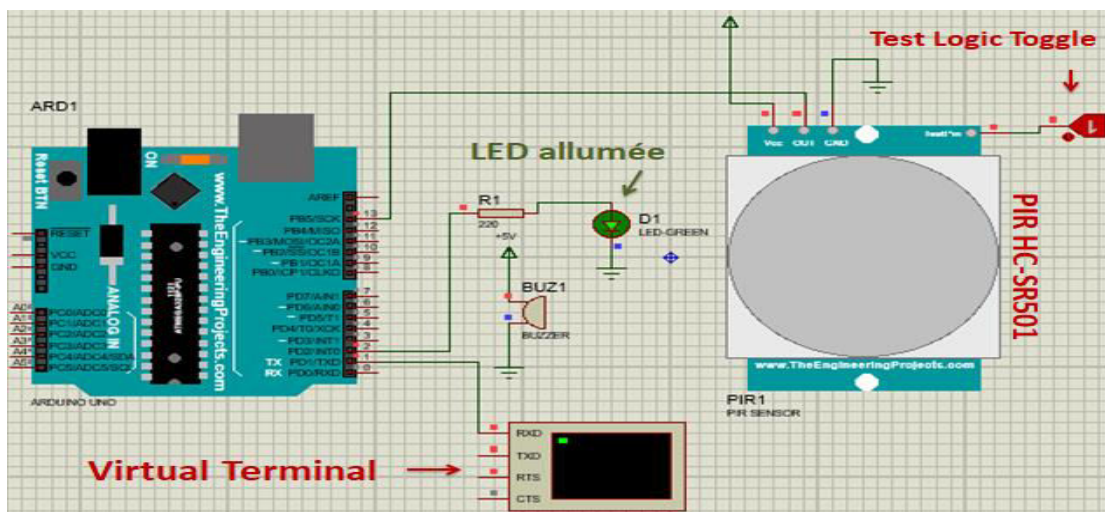 Test Logic Toggle
ARD1
LED allumée
Reset BTN
ON
www.TheEngineeringProjects.com
RESET
VCC
GND
ANALOG IN
A0
A1
A2
A3
A4
A5
PC0/ADC0
PC1/ADC1
PC2/ADC2
PC3/ADC3
PC4/ADC4/SDA
PC5/ADC5/SCL
AREF
PB5/SCK 13
PB4/MISO 12
~PB3/MOSI/OC2A 11
~PB2/SS/OC1B 10
~PB1/OC1A 9
PB0/ICP1/CLKO 8
PD7/AIN1 7
~PD6/AIN0 6
~PD5/T1 5
PD4/T0/XCK 4
~PD3/INT1 3
PD2/INT0 2
TX PD1/TXD 1
RX PD0/RXD 0
ARDUINO UNO
R1
220
D1
LED-GREEN
+5V
BUZ1
BUZZER
Vcc OUT GND
1
PIR HC-SR501
www.TheEngineeringProjects.com
PIR1
PIR SENSOR
Virtual Terminal
RXD
TXD
RTS
CTS